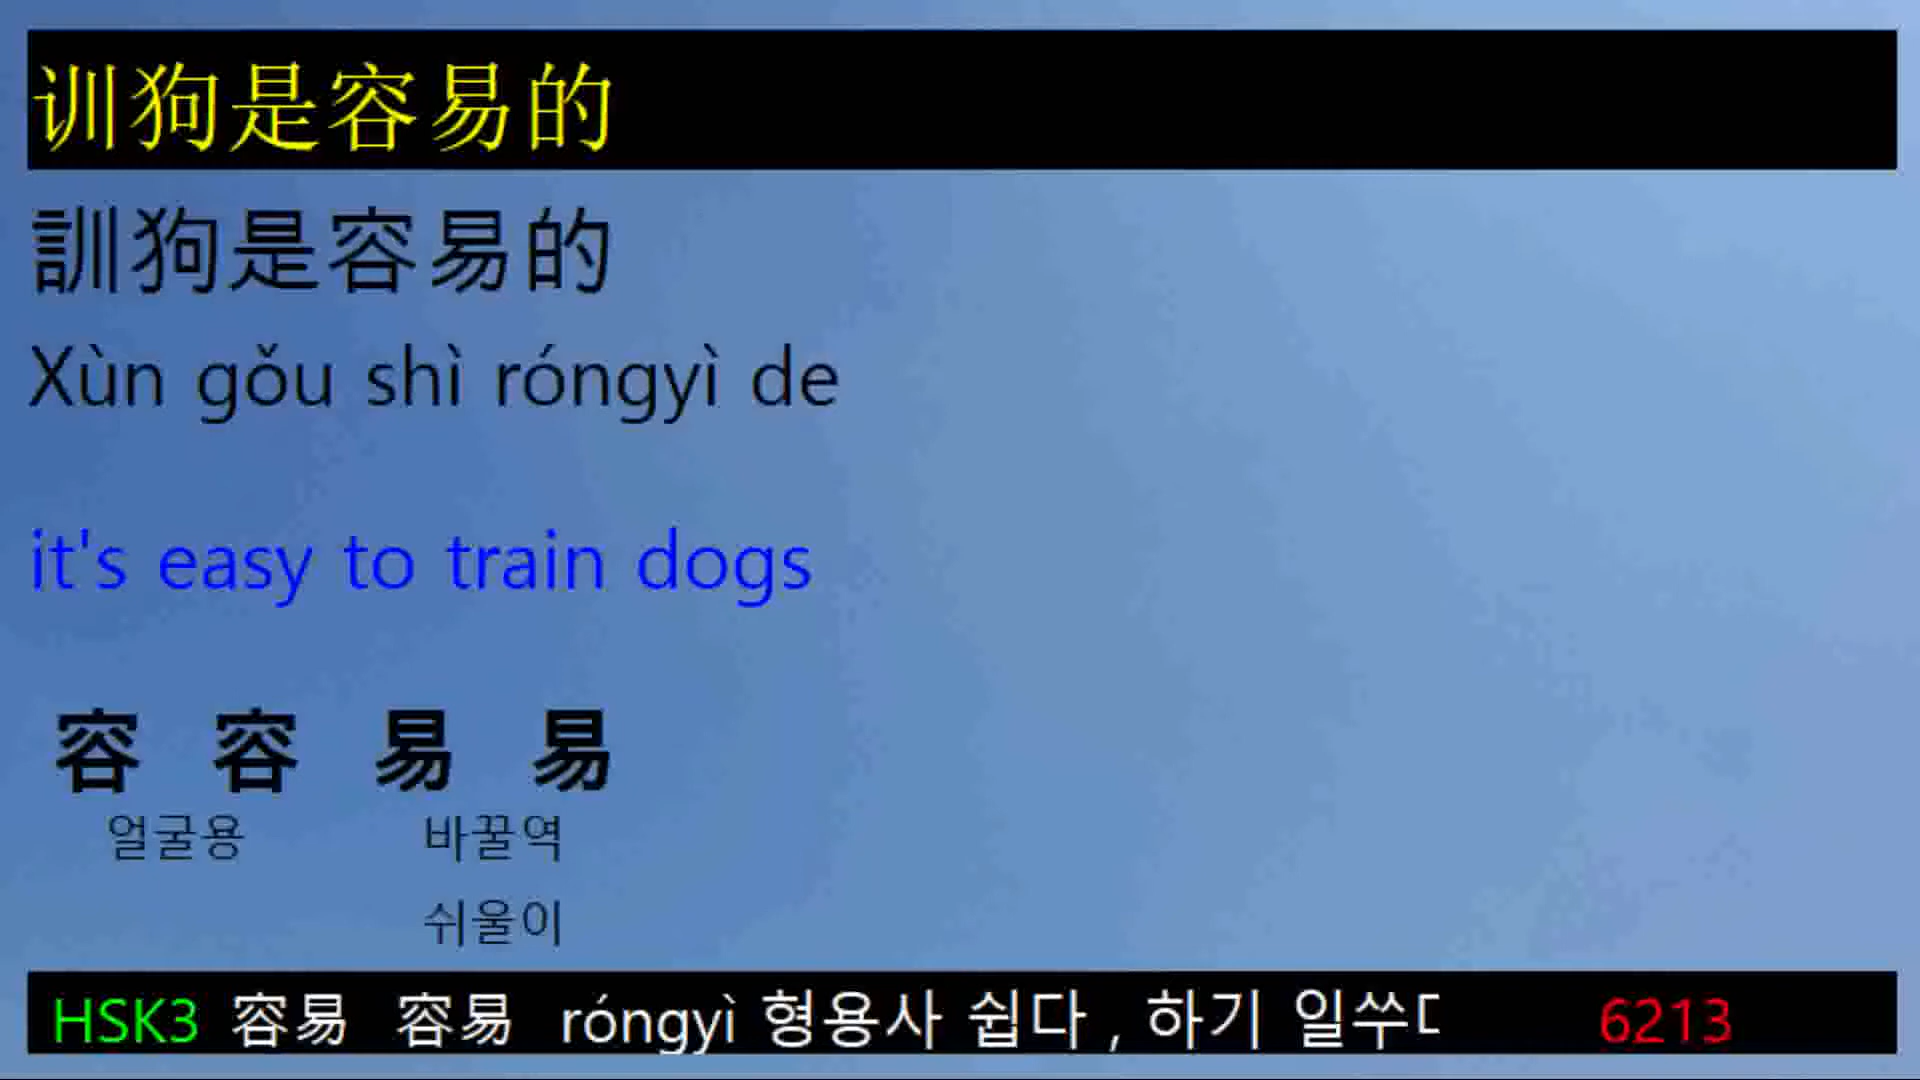 训狗是容易的
訓狗是容易的
Xùn gǒu shì róngyì de
it's easy to train dogs
容 容 易 易
얼굴용 바꿀역
쉬울이
HSK3 容易 容易 róngyì 형용사 쉽다 , 하기 일쑤 6213